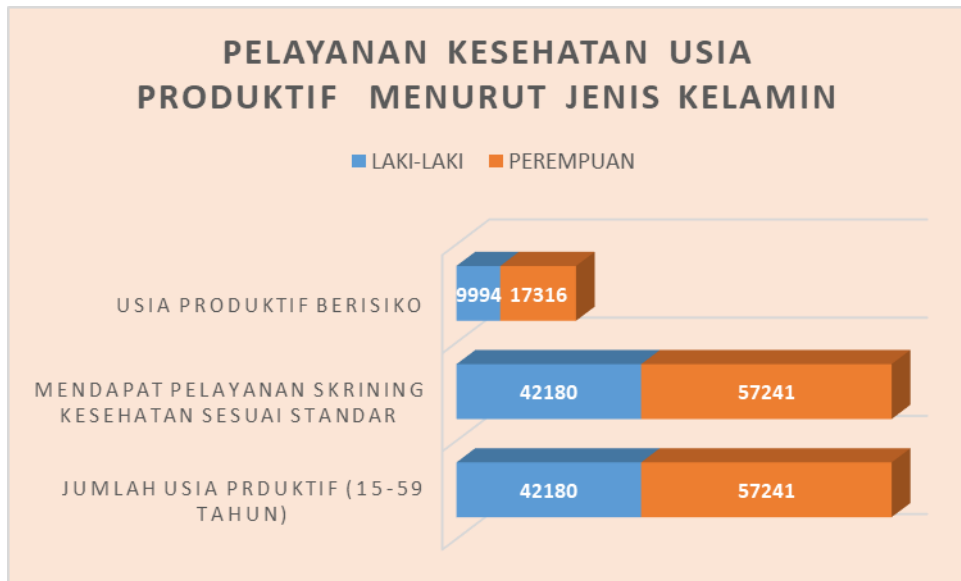 PELAYANAN KESEHATAN USIA
PRODUKTIF MENURUT JENIS KELAMIN
LAKI-LAKI PEREMPUAN
USIA PRODUKTIF BERISIKO
9994 17316
MENDAPAT PELAYANAN SKRINING
KESEHATAN SESUAI STANDAR
42180 57241
JUMLAH USIA PRDUKTIF (15-59
TAHUN)
42180 57241